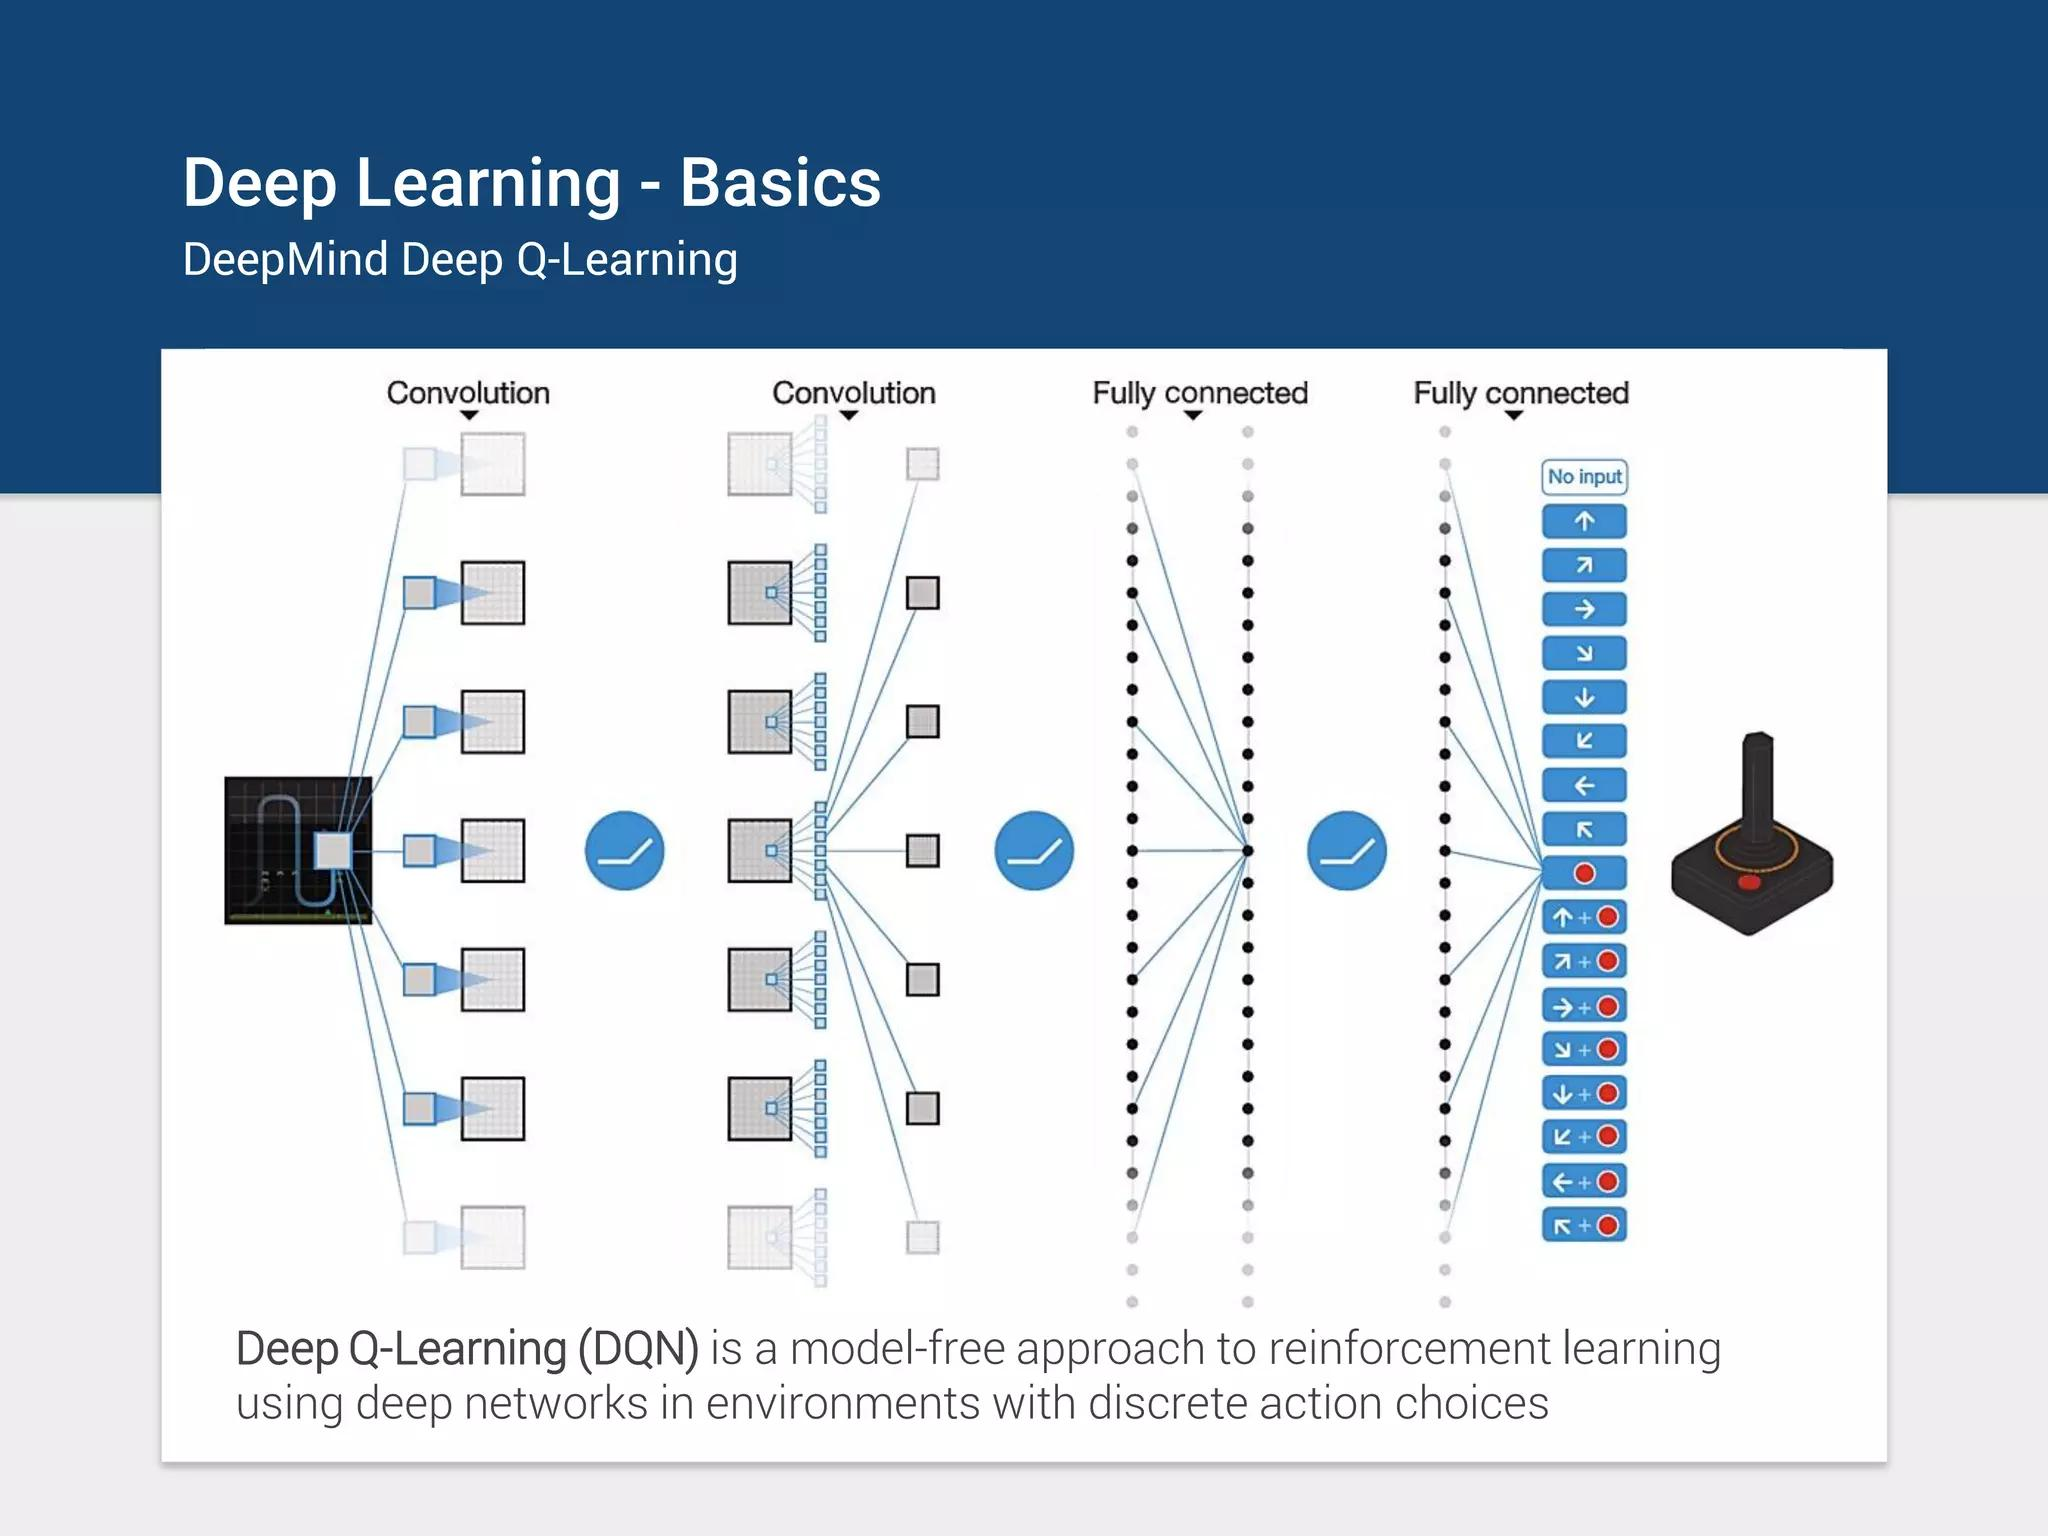 Deep Learning - Basics
DeepMind Deep Q-Learning
Convolution
Convolution
Fully connected
Fully connected
No input
↑
↗
→
↘
↓
↙
←
↖
↑ +
↗ +
→ +
↘ +
↓ +
↙ +
← +
↖ +
Deep Q-Learning (DQN) is a model-free approach to reinforcement learning
using deep networks in environments with discrete action choices